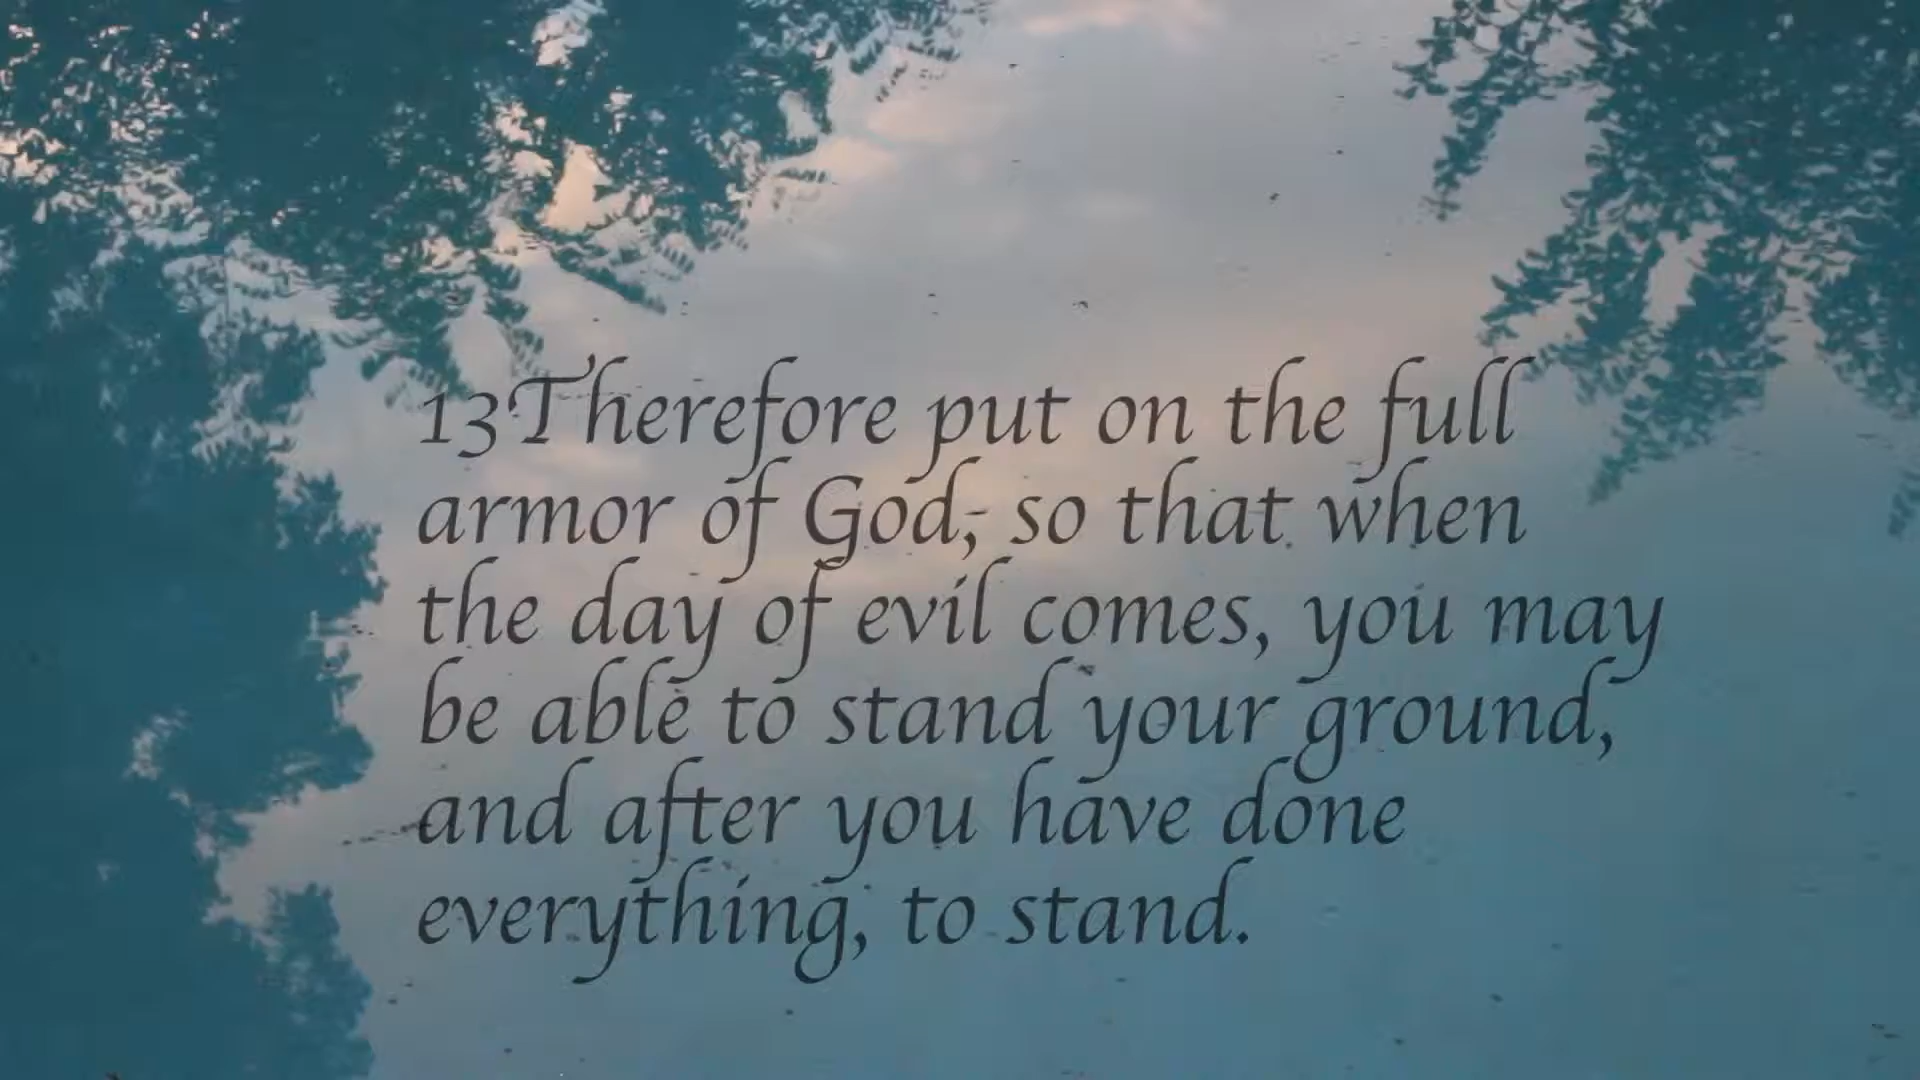 13Therefore put on the full
armor of God, so that when
the day of evil comes, you may
be able to stand your ground,
and after you have done
everything, to stand.